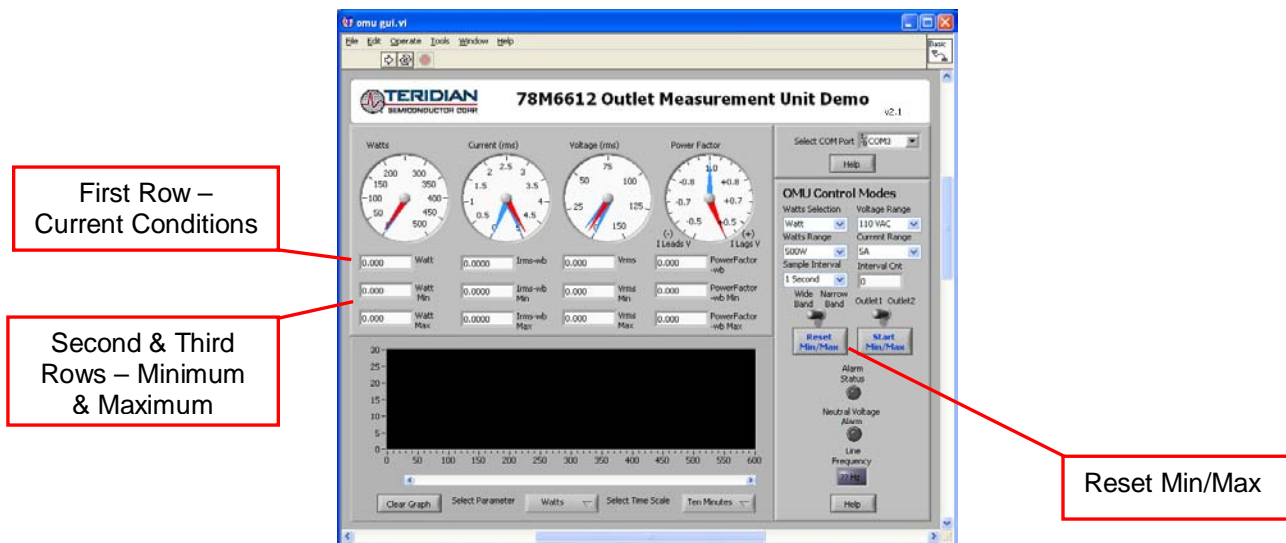 omu gui.vi
File Edit Operate Tools Window Help
Basic
TERIDIAN
SEMICONDUCTOR CORP.
78M6612 Outlet Measurement Unit Demo
v2.1
Watts
Current (rms)
Voltage (rms)
Power Factor
50
100
150
200
300
350
400
450
500
0
0.5
1
1.5
2
2.5
3
3.5
4
4.5
25
50
75
100
125
150
-0.5
-0.7
-0.8
1.0
+0.8
+0.7
+0.5
(-)
I Leads V
(+)
I Lags V
First Row –
Current Conditions
0.000 Watt
0.0000 Irms-wb
0.000 Vrms
0.000 PowerFactor
-wb
0.000 Watt
Min
0.0000 Irms-wb
Min
0.000 Vrms
Min
0.000 PowerFactor
-wb Min
0.000 Watt
Max
0.0000 Irms-wb
Max
0.000 Vrms
Max
0.000 PowerFactor
-wb Max
Second & Third
Rows – Minimum
& Maximum
30
25
20
15
10
5
0
0 50 100 150 200 250 300 350 400 450 500 550 600
Clear Graph
Select Parameter
Watts
Select Time Scale
Ten Minutes
Select COM Port
COM3
Help
OMU Control Modes
Watts Selection Voltage Range
Watt 110 VAC
Watts Range Current Range
500W 5A
Sample Interval Interval Cnt
1 Second 0
Wide Narrow
Band Band
Outlet1 Outlet2
Reset
Min/Max
Start
Min/Max
Alarm
Status
Neutral Voltage
Alarm
Line
Frequency
Hz
Help
Reset Min/Max